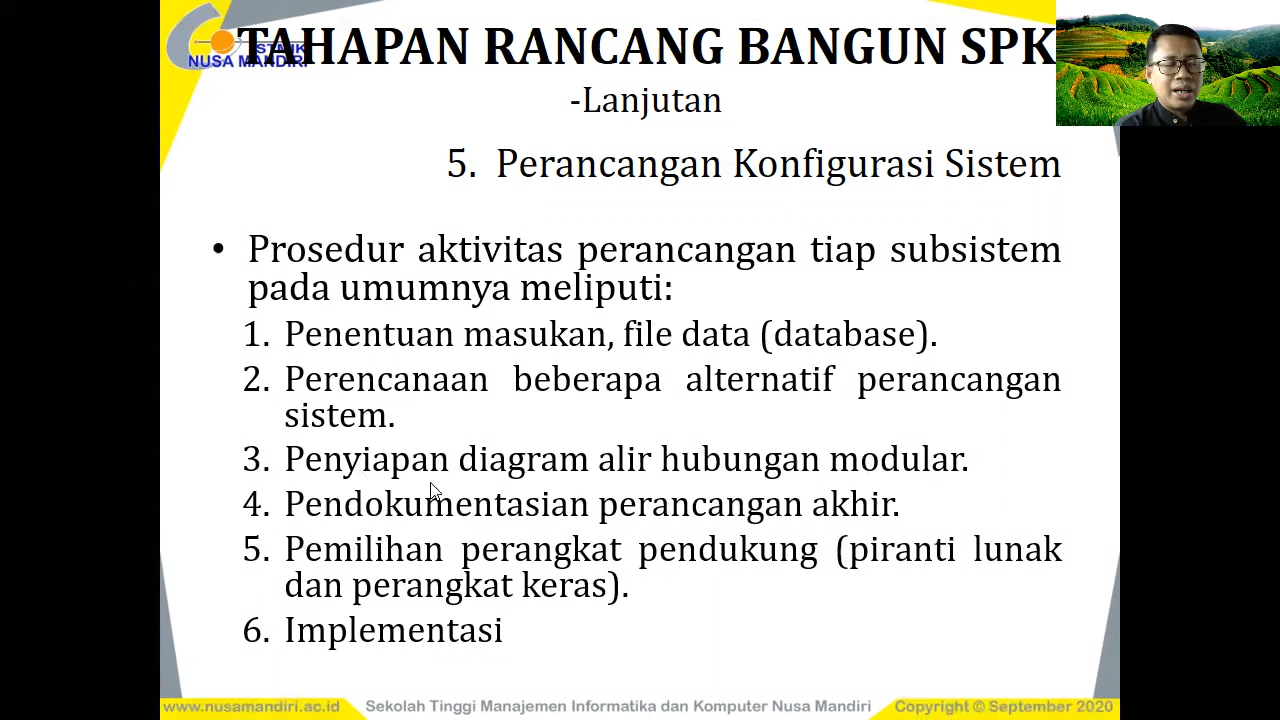 TAHAPAN RANCANG BANGUN SPK
STMIK
NUSA MANDIRI
-Lanjutan
5. Perancangan Konfigurasi Sistem
• Prosedur aktivitas perancangan tiap subsistem
pada umumnya meliputi:
1. Penentuan masukan, file data (database).
2. Perencanaan beberapa alternatif perancangan
sistem.
3. Penyiapan diagram alir hubungan modular.
4. Pendokumentasian perancangan akhir.
5. Pemilihan perangkat pendukung (piranti lunak
dan perangkat keras).
6. Implementasi
www.nusamandiri.ac.id Sekolah Tinggi Manajemen Informatika dan Komputer Nusa Mandiri Copyright © September 2020